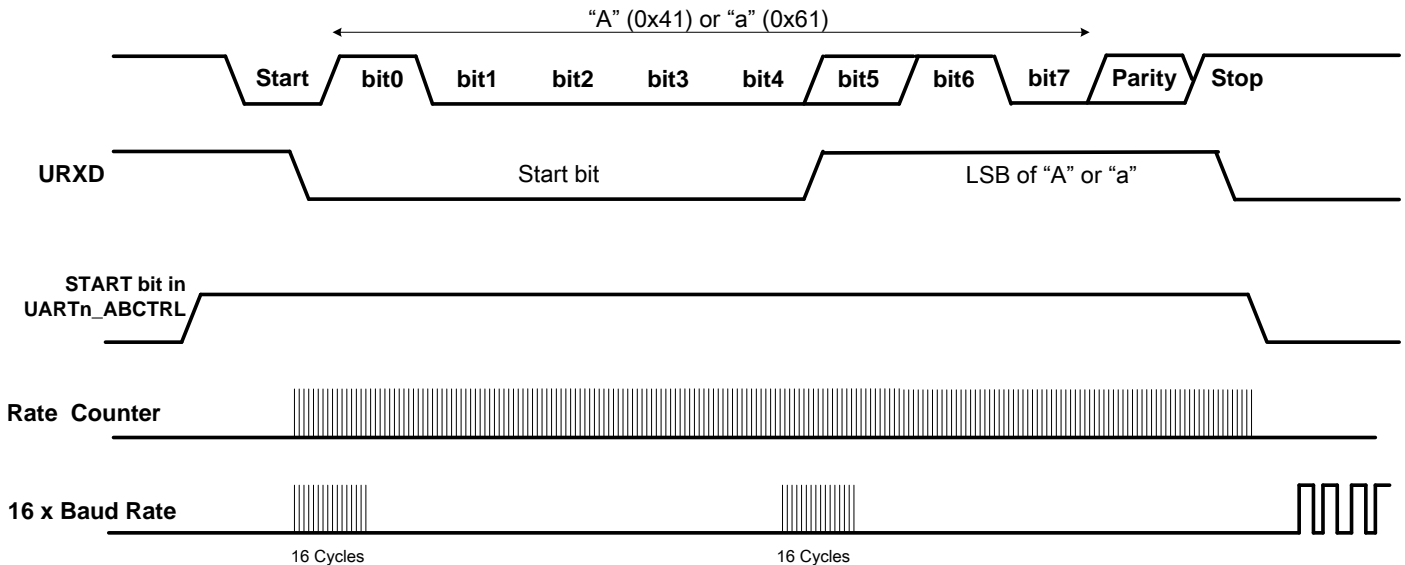 “A” (0x41) or “a” (0x61)
Start bit0 bit1 bit2 bit3 bit4 bit5 bit6 bit7 Parity Stop
URXD Start bit LSB of “A” or “a”
START bit in
UARTn_ABCTRL
Rate Counter
16 x Baud Rate
16 Cycles 16 Cycles